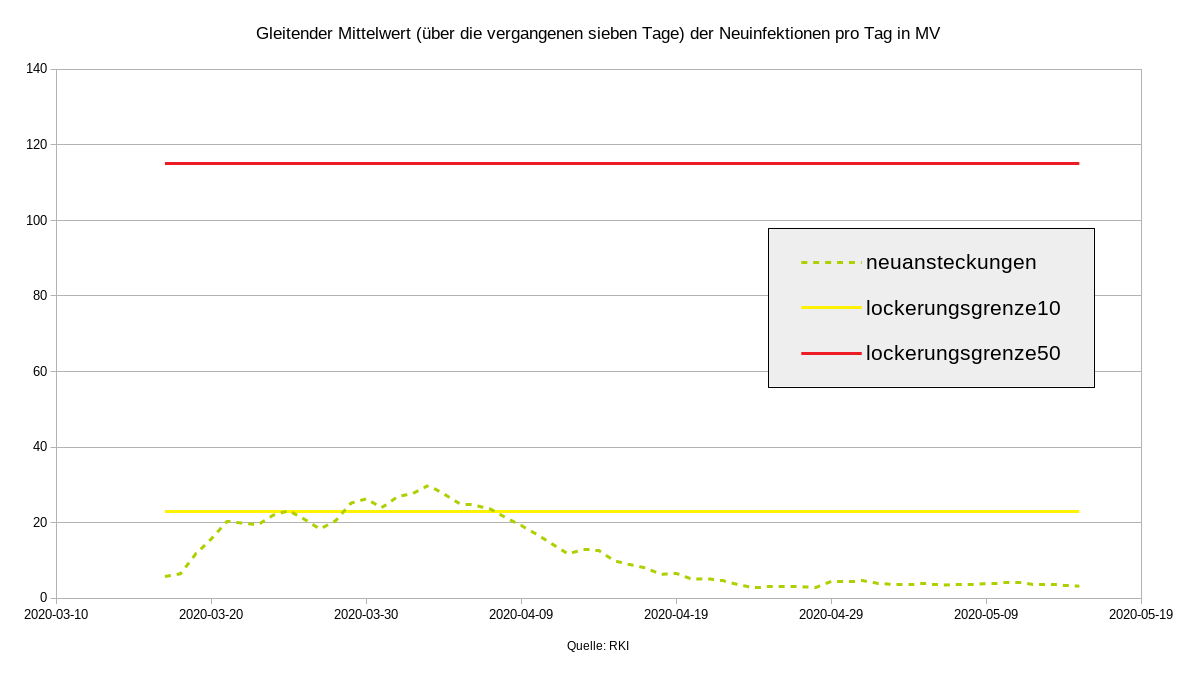 Gleitender Mittelwert (über die vergangenen sieben Tage) der Neuinfektionen pro Tag in MV
140
120
100
80
60
40
20
0
neuansteckungen
lockerungsgrenze10
lockerungsgrenze50
2020-03-10 2020-03-20 2020-03-30 2020-04-09 2020-04-19 2020-04-29 2020-05-09 2020-05-19
Quelle: RKI